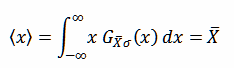 ⟨x⟩ = ∫_{-∞}^{∞} x G_{X̄σ}(x) dx = X̄